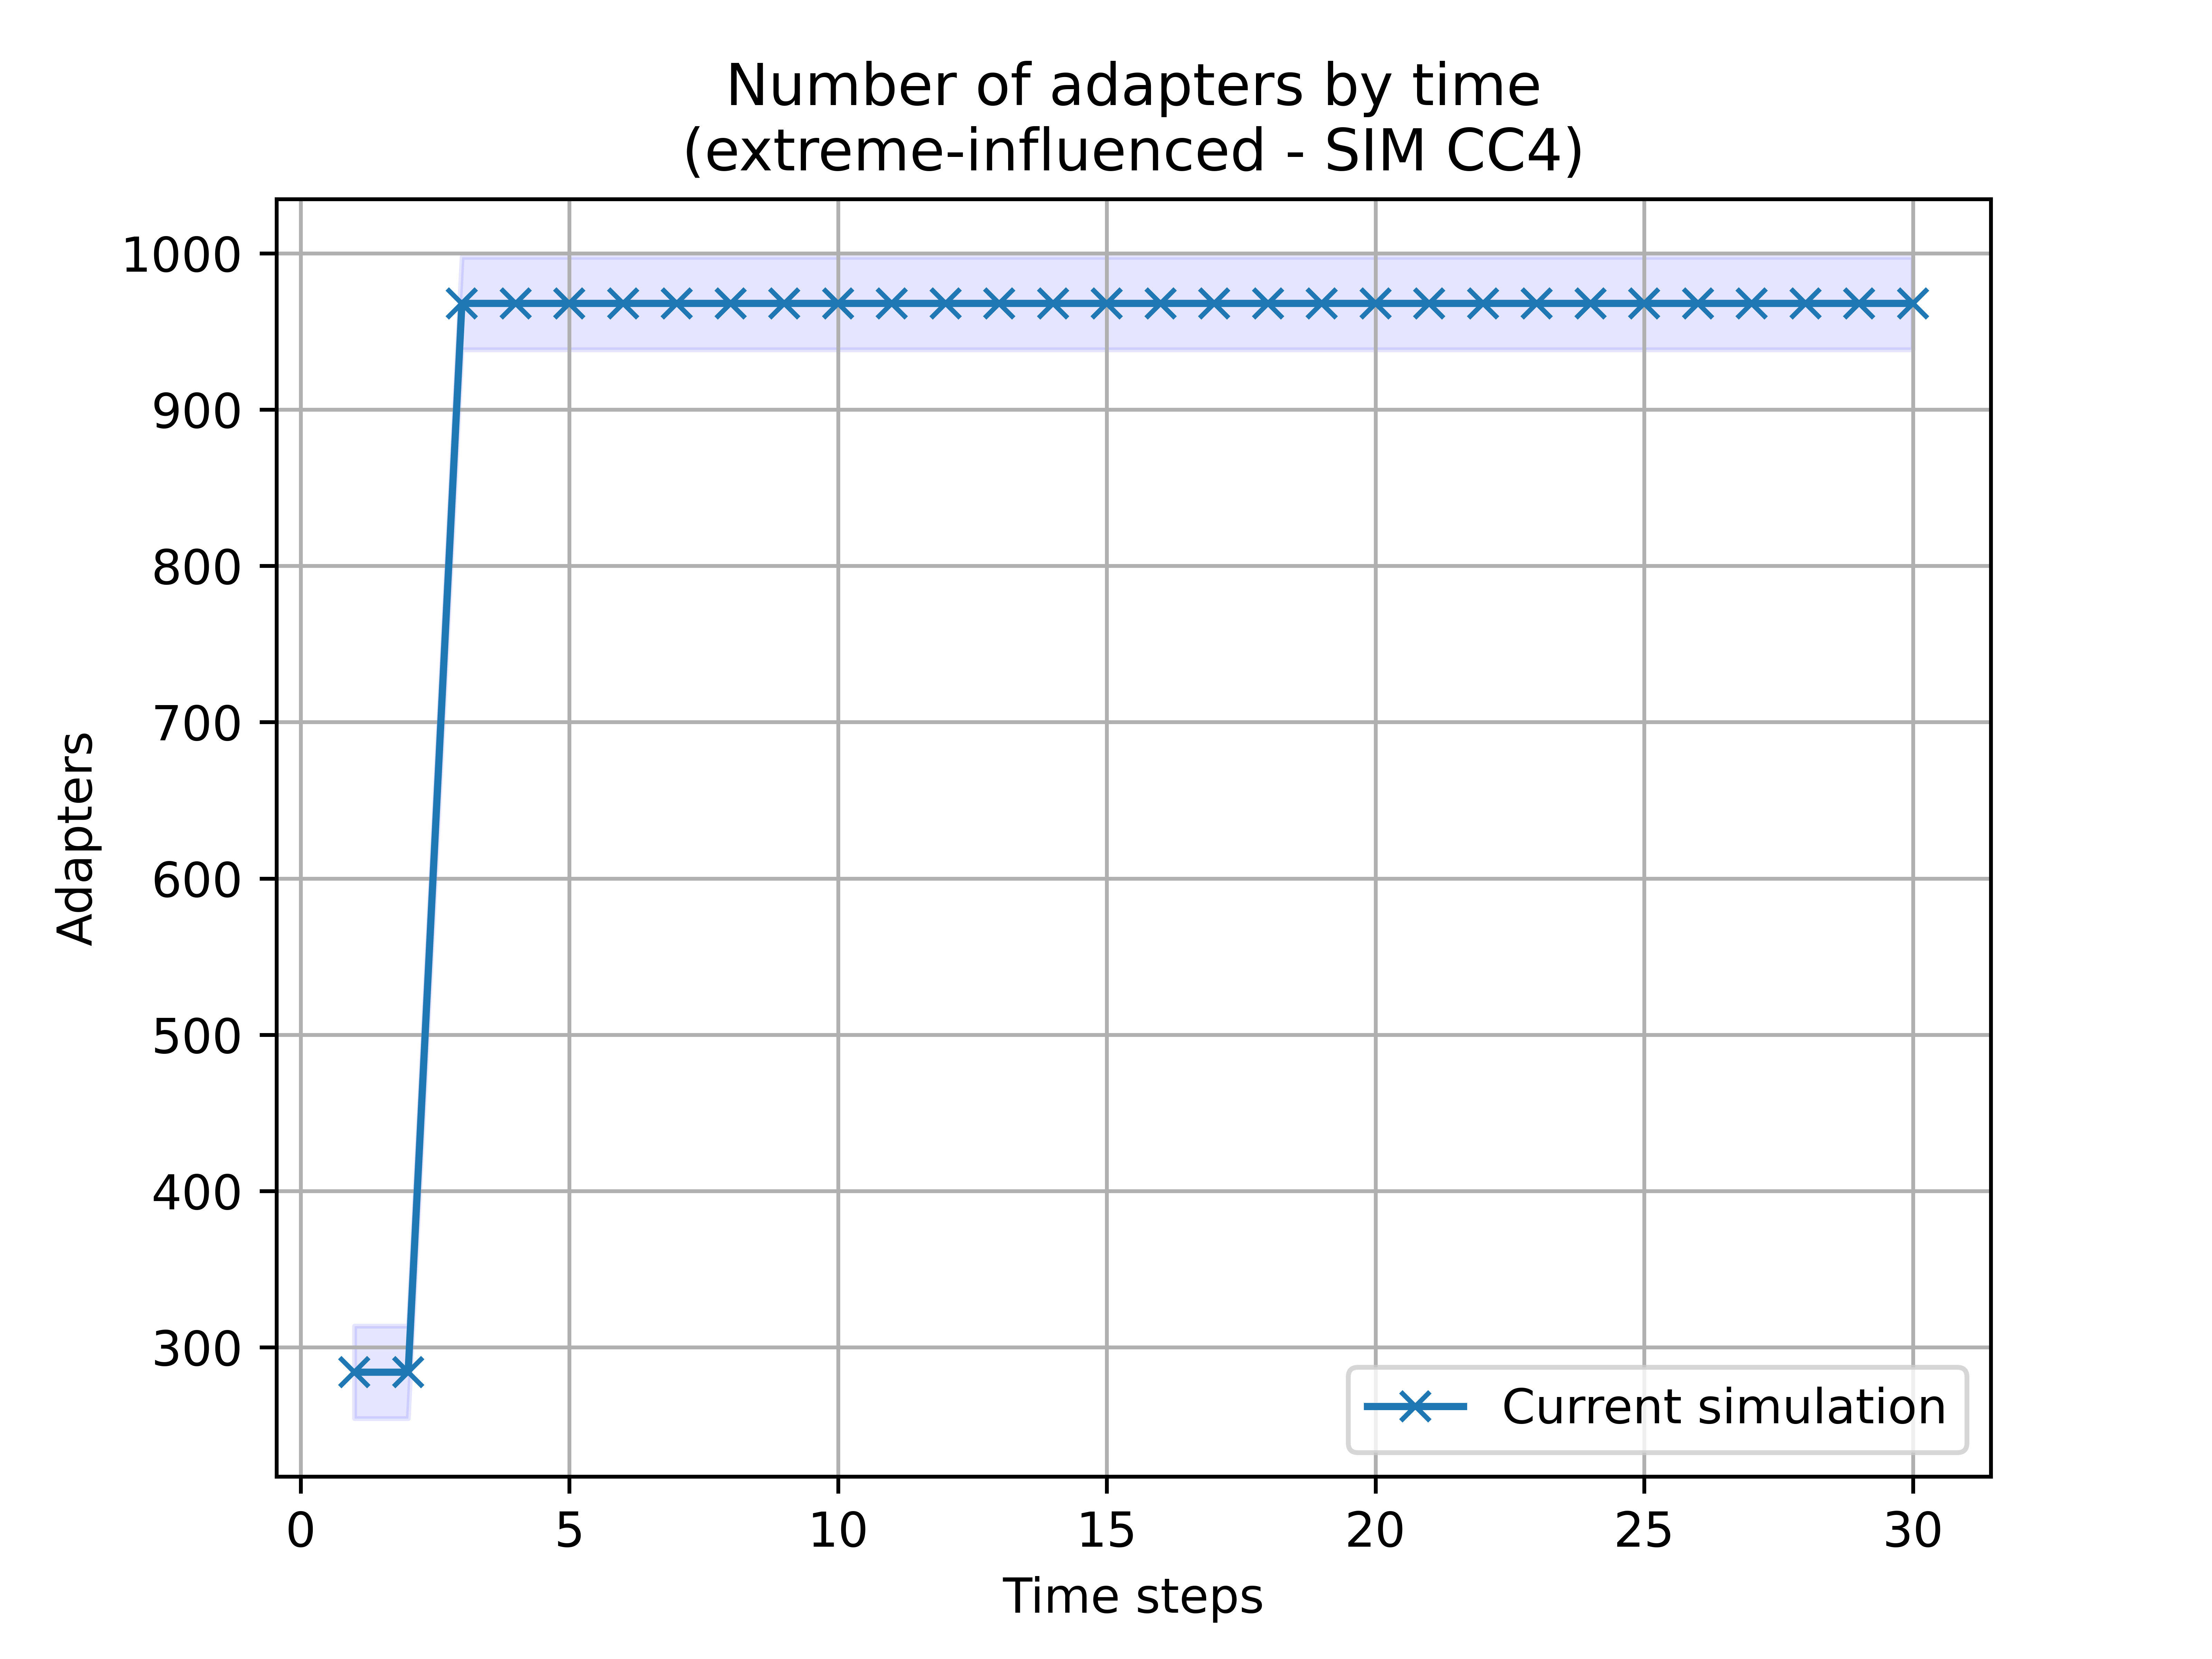 Number of adapters by time
(extreme-influenced - SIM CC4)
1000
900
800
700
600
500
400
300
Adapters
Current simulation
0 5 10 15 20 25 30
Time steps